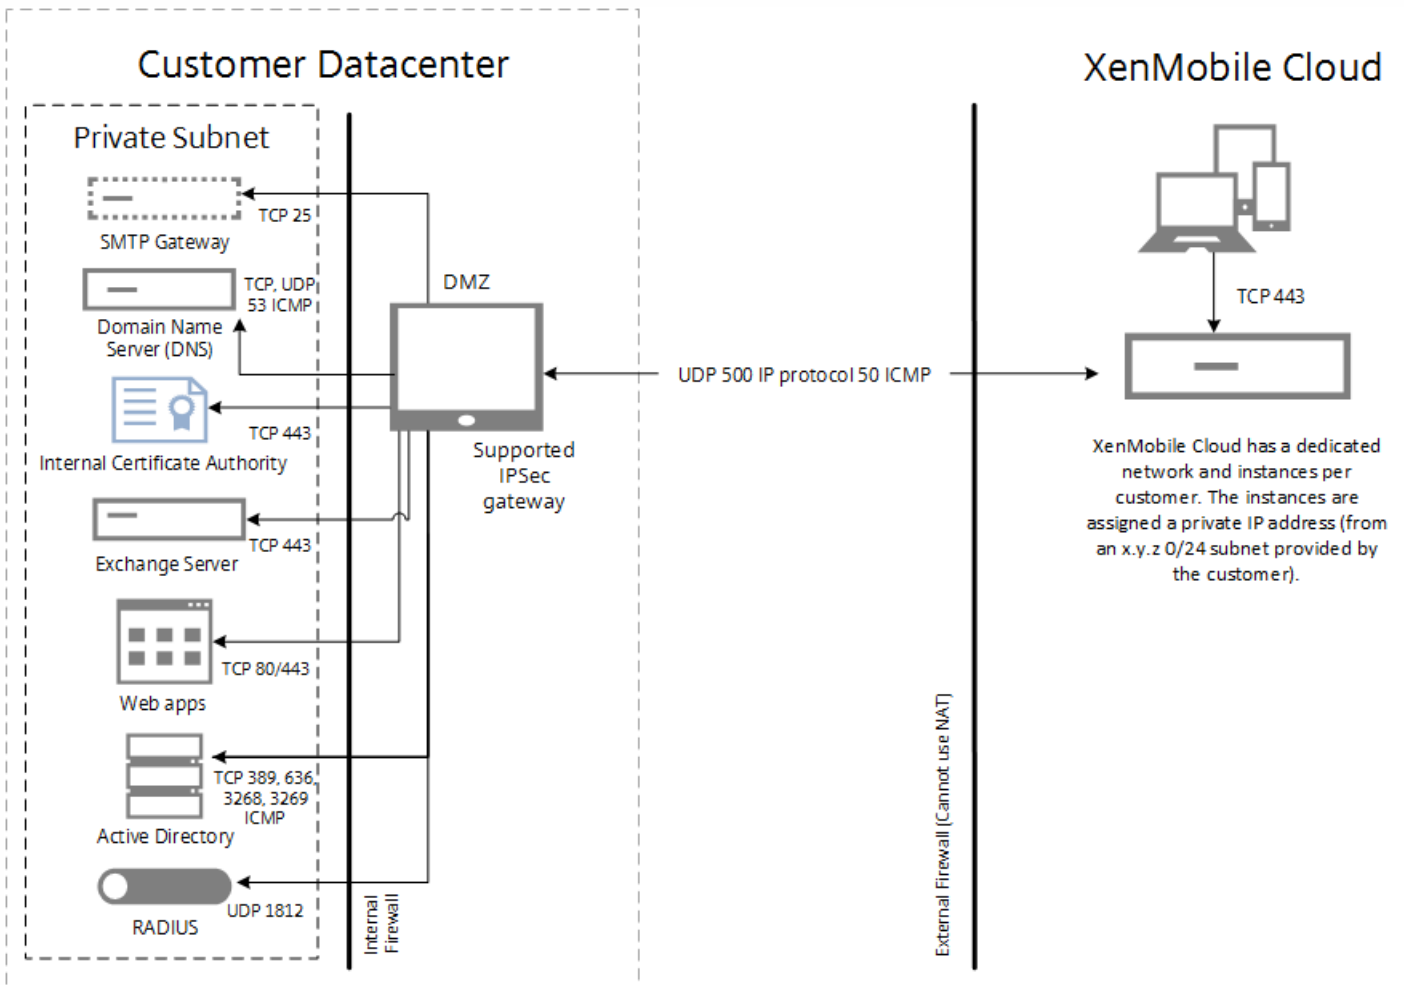 Customer Datacenter
XenMobile Cloud
Private Subnet
TCP 25
SMTP Gateway
TCP, UDP
53 ICMP
Domain Name
Server (DNS)
TCP 443
Internal Certificate Authority
TCP 443
Exchange Server
TCP 80/443
Web apps
TCP 389, 636,
3268, 3269
ICMP
Active Directory
UDP 1812
RADIUS
Internal
Firewall
DMZ
Supported
IPSec
gateway
UDP 500 IP protocol 50 ICMP
External Firewall (Cannot use NAT)
TCP 443
XenMobile Cloud has a dedicated
network and instances per
customer. The instances are
assigned a private IP address (from
an x.y.z 0/24 subnet provided by
the customer).